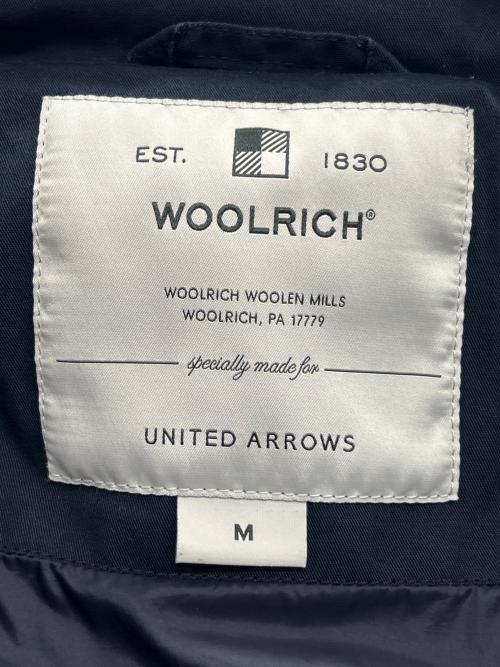 EST. 1830
WOOLRICH®
WOOLRICH WOOLEN MILLS
WOOLRICH, PA 17779
specially made for
UNITED ARROWS
M